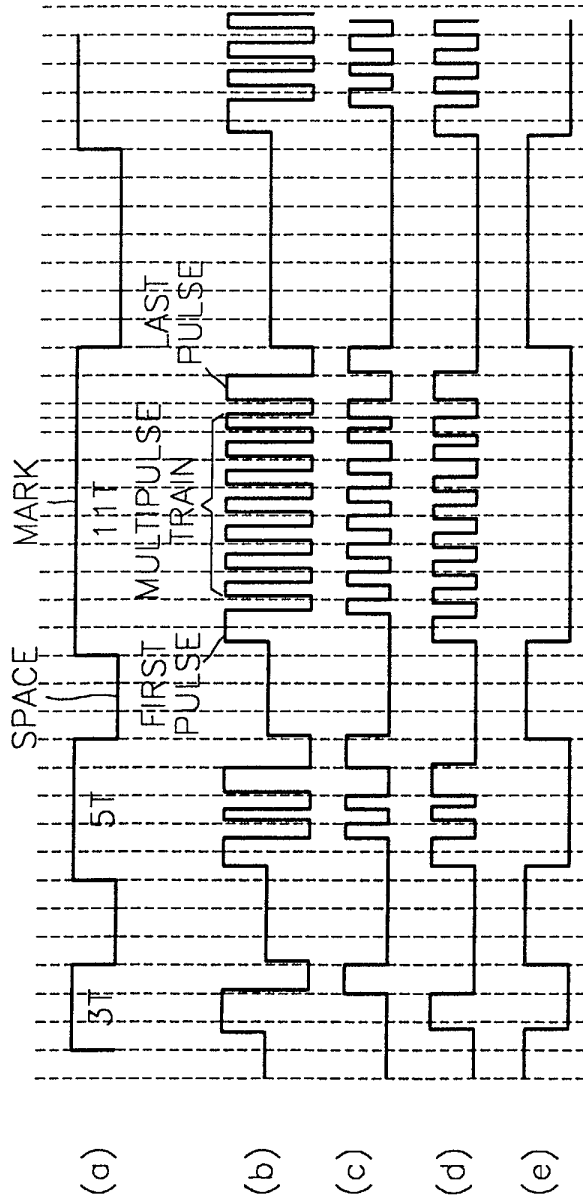 SPACE
MARK
(a)
3T
5T
11T
FIRST
PULSE
MULTIPULSE
TRAIN
LAST
PULSE
(b)
(c)
(d)
(e)